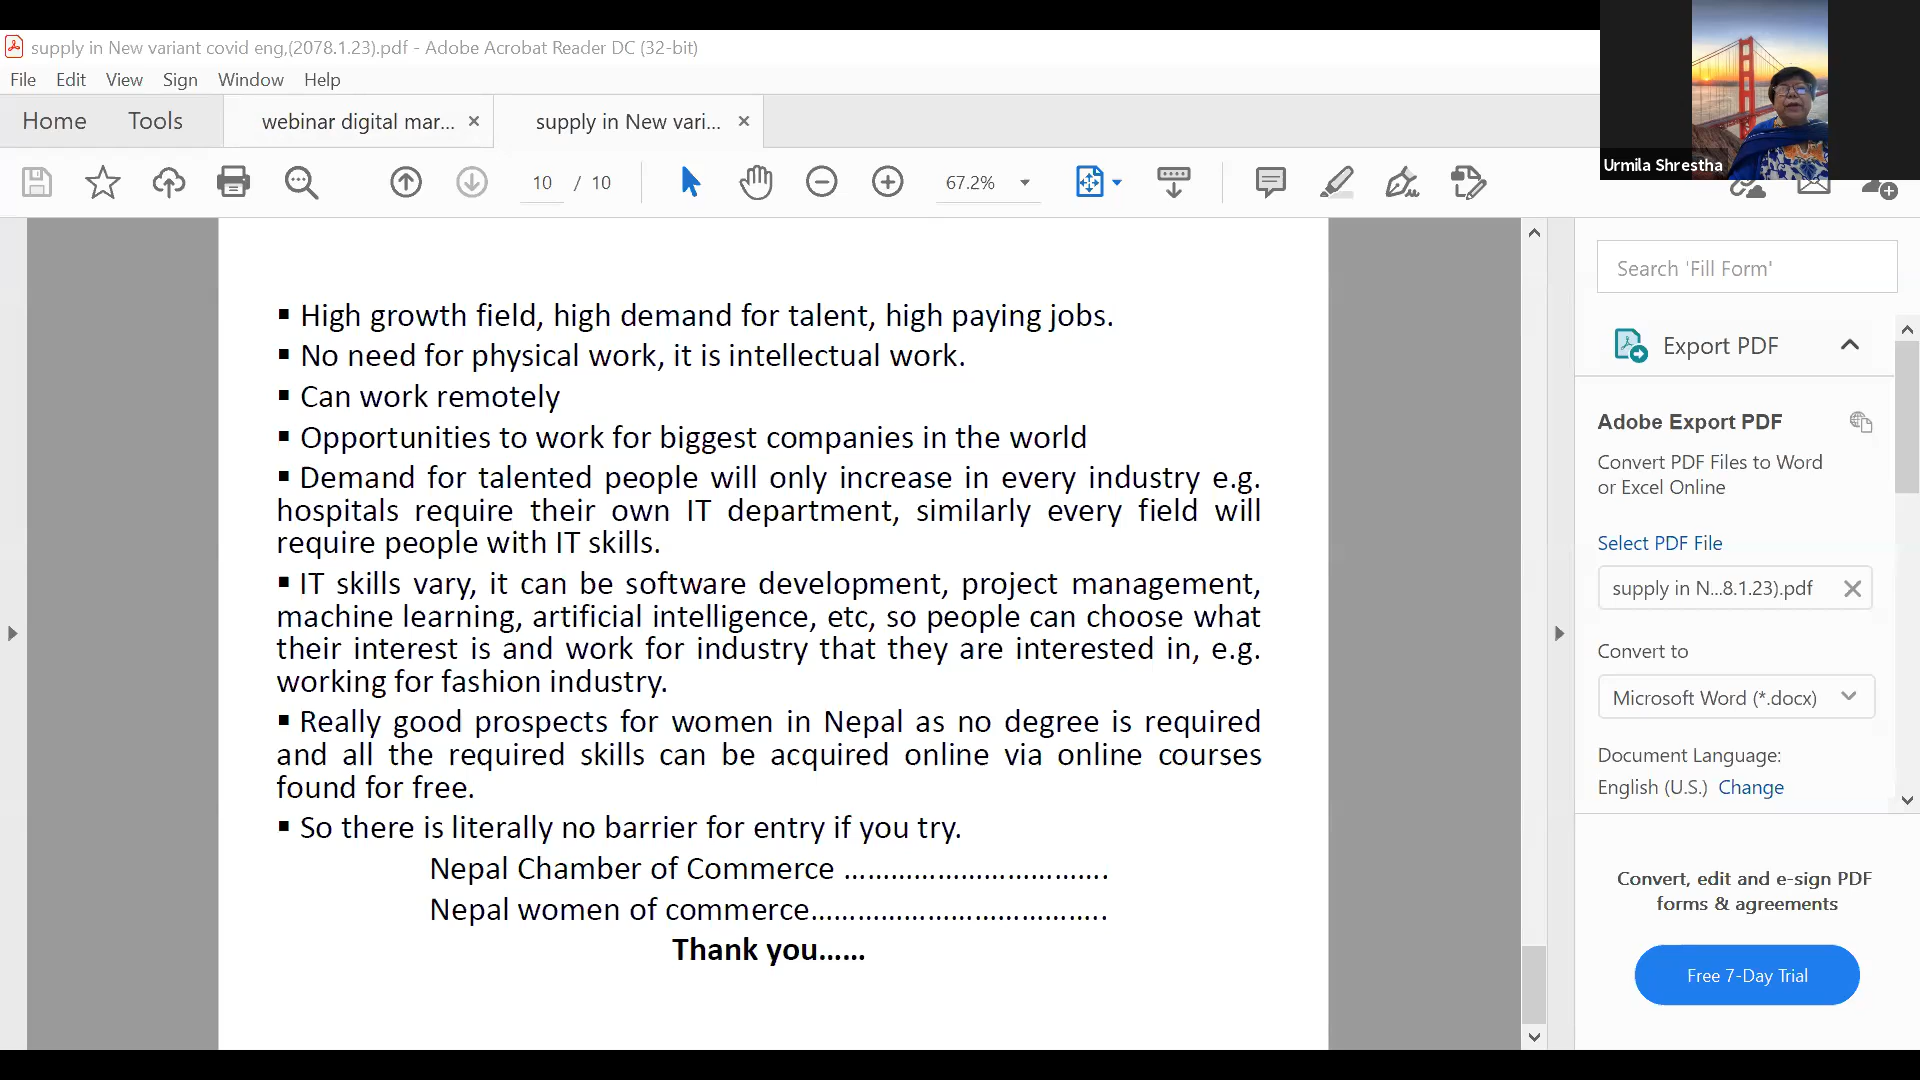 supply in New variant covid eng,(2078.1.23).pdf - Adobe Acrobat Reader DC (32-bit)
File Edit View Sign Window Help
Home Tools webinar digital mar... × supply in New vari... ×
10 / 10 67.2%
Urmila Shrestha
▪ High growth field, high demand for talent, high paying jobs.
▪ No need for physical work, it is intellectual work.
▪ Can work remotely
▪ Opportunities to work for biggest companies in the world
▪ Demand for talented people will only increase in every industry e.g.
hospitals require their own IT department, similarly every field will
require people with IT skills.
▪ IT skills vary, it can be software development, project management,
machine learning, artificial intelligence, etc, so people can choose what
their interest is and work for industry that they are interested in, e.g.
working for fashion industry.
▪ Really good prospects for women in Nepal as no degree is required
and all the required skills can be acquired online via online courses
found for free.
▪ So there is literally no barrier for entry if you try.
Nepal Chamber of Commerce ……………………………..
Nepal women of commerce………………………………..
Thank you……
Search 'Fill Form'
Export PDF
Adobe Export PDF
Convert PDF Files to Word
or Excel Online
Select PDF File
supply in N...8.1.23).pdf
Convert to
Microsoft Word (*.docx)
Document Language:
English (U.S.) Change
Convert, edit and e-sign PDF
forms & agreements
Free 7-Day Trial